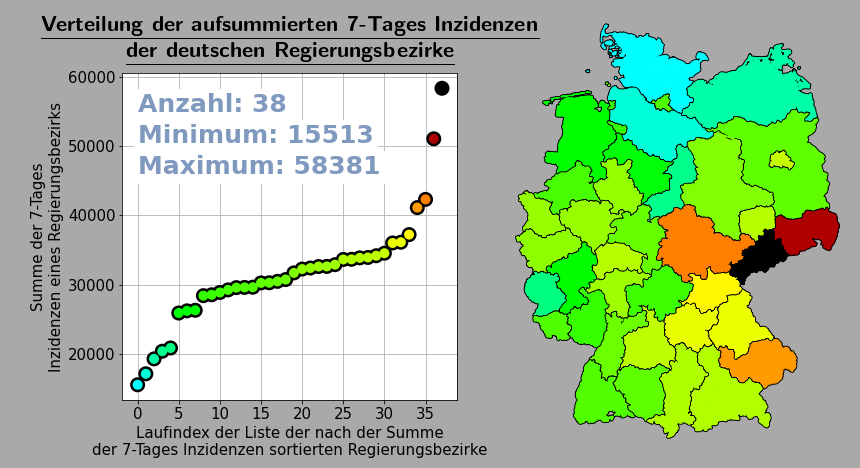 Verteilung der aufsummierten 7-Tages Inzidenzen
der deutschen Regierungsbezirke
Summe der 7-Tages
Inzidenzen eines Regierungsbezirks
60000
50000
40000
30000
20000
Anzahl: 38
Minimum: 15513
Maximum: 58381
0 5 10 15 20 25 30 35
Laufindex der Liste der nach der Summe
der 7-Tages Inzidenzen sortierten Regierungsbezirke